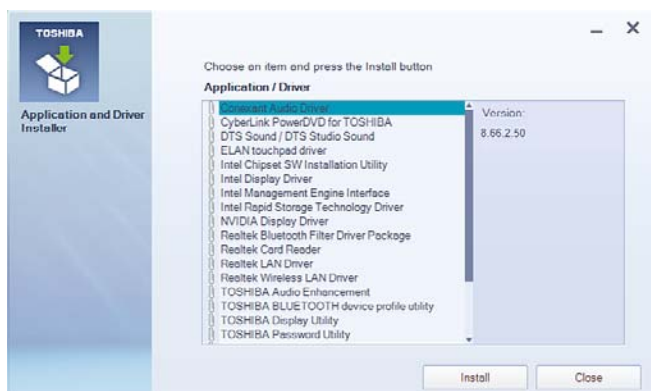 TOSHIBA
Application and Driver
Installer
Choose an item and press the Install button
Application / Driver
Conexant Audio Driver
CyberLink PowerDVD for TOSHIBA
DTS Sound / DTS Studio Sound
ELAN touchpad driver
Intel Chipset SW Installation Utility
Intel Display Driver
Intel Management Engine Interface
Intel Rapid Storage Technology Driver
NVIDIA Display Driver
Realtek Bluetooth Filter Driver Package
Realtek Card Reader
Realtek LAN Driver
Realtek Wireless LAN Driver
TOSHIBA Audio Enhancement
TOSHIBA BLUETOOTH device profile utility
TOSHIBA Display Utility
TOSHIBA Password Utility
Version:
8.66.2.50
Install
Close